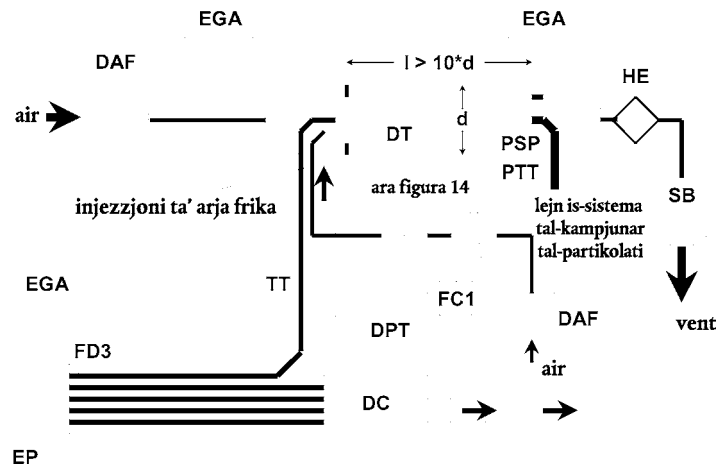 EGA
EGA
DAF
l > 10*d
HE
air
d
DT
PSP
PTT
SB
ara figura 14
injezzjoni ta' arja frika
lejn is-sistema
tal-kampjunar
tal-partikolati
EGA
TT
FC1
DAF
vent
DPT
FD3
air
DC
EP